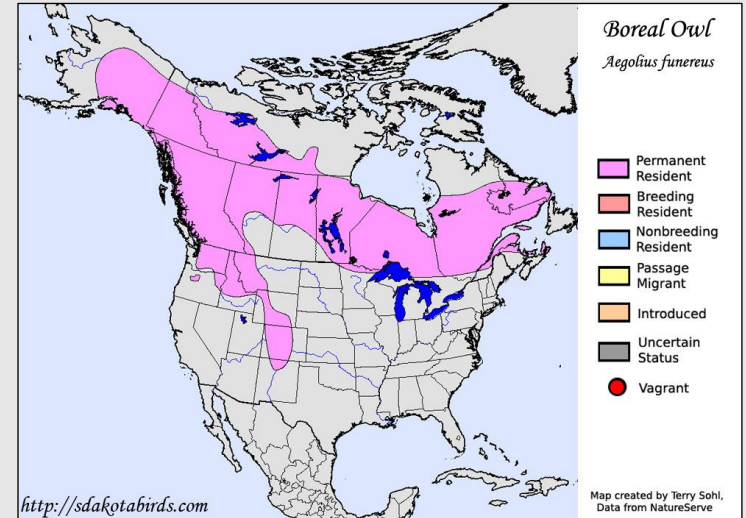 Boreal Owl
Aegolius funereus
Permanent
Resident
Breeding
Resident
Nonbreeding
Resident
Passage
Migrant
Introduced
Uncertain
Status
Vagrant
http://sdakotabirds.com
Map created by Terry Sohl,
Data from NatureServe